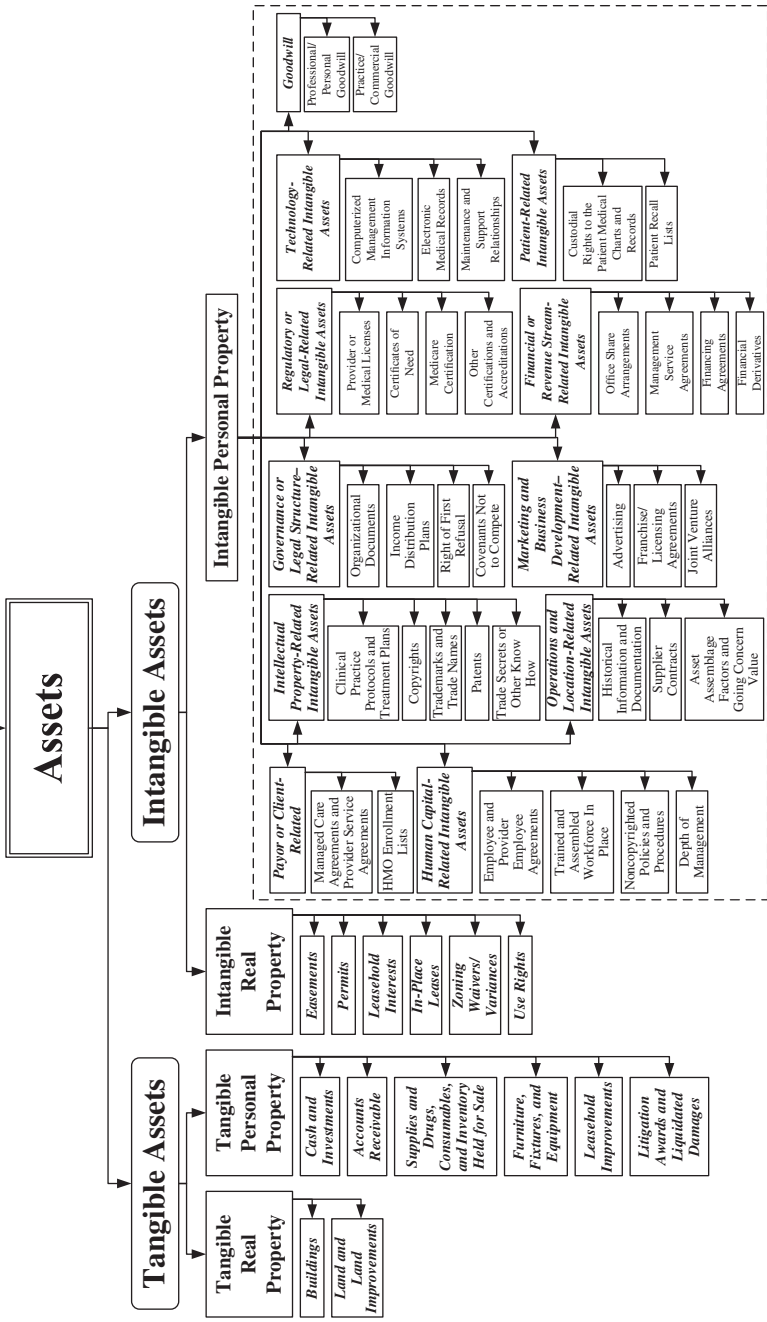 Assets
Tangible Assets
Intangible Assets
Tangible
Real
Property
Buildings
Land and
Land
Improvements
Tangible
Personal
Property
Cash and
Investments
Accounts
Receivable
Supplies and
Drugs,
Consumables,
and Inventory
Held for Sale
Furniture,
Fixtures, and
Equipment
Leasehold
Improvements
Litigation
Awards and
Liquidated
Damages
Intangible
Real
Property
Easements
Permits
Leasehold
Interests
In-Place
Leases
Zoning
Waivers/
Variances
Use Rights
Intangible Personal Property
Payor or Client-
Related
Managed Care
Agreements and
Provider Service
Agreements
HMO Enrollment
Lists
Human Capital-
Related Intangible
Assets
Employee and
Provider
Employee
Agreements
Trained and
Assembled
Workforce In
Place
Noncopyrighted
Policies and
Procedures
Depth of
Management
Intellectual
Property-Related
Intangible Assets
Clinical
Practice
Protocols and
Treatment Plans
Copyrights
Trademarks and
Trade Names
Patents
Trade Secrets or
Other Know
How
Operations and
Location-Related
Intangible Assets
Historical
Information and
Documentation
Supplier
Contracts
Asset
Assemblage
Factors and
Going Concern
Value
Governance or
Legal Structure–
Related Intangible
Assets
Organizational
Documents
Income
Distribution
Plans
Right of First
Refusal
Covenants Not
to Compete
Marketing and
Business
Development–
Related Intangible
Assets
Advertising
Franchise/
Licensing
Agreements
Joint Venture
Alliances
Regulatory or
Legal-Related
Intangible Assets
Provider or
Medical Licenses
Certificates of
Need
Medicare
Certification
Other
Certifications and
Accreditations
Financial or
Revenue Stream-
Related Intangible
Assets
Office Share
Arrangements
Management
Service
Agreements
Financing
Agreements
Financial
Derivatives
Technology-
Related Intangible
Assets
Computerized
Management
Information
Systems
Electronic
Medical Records
Maintenance and
Support
Relationships
Patient-Related
Intangible Assets
Custodial
Rights to the
Patient Medical
Charts and
Records
Patient Recall
Lists
Goodwill
Professional/
Personal
Goodwill
Practice/
Commercial
Goodwill